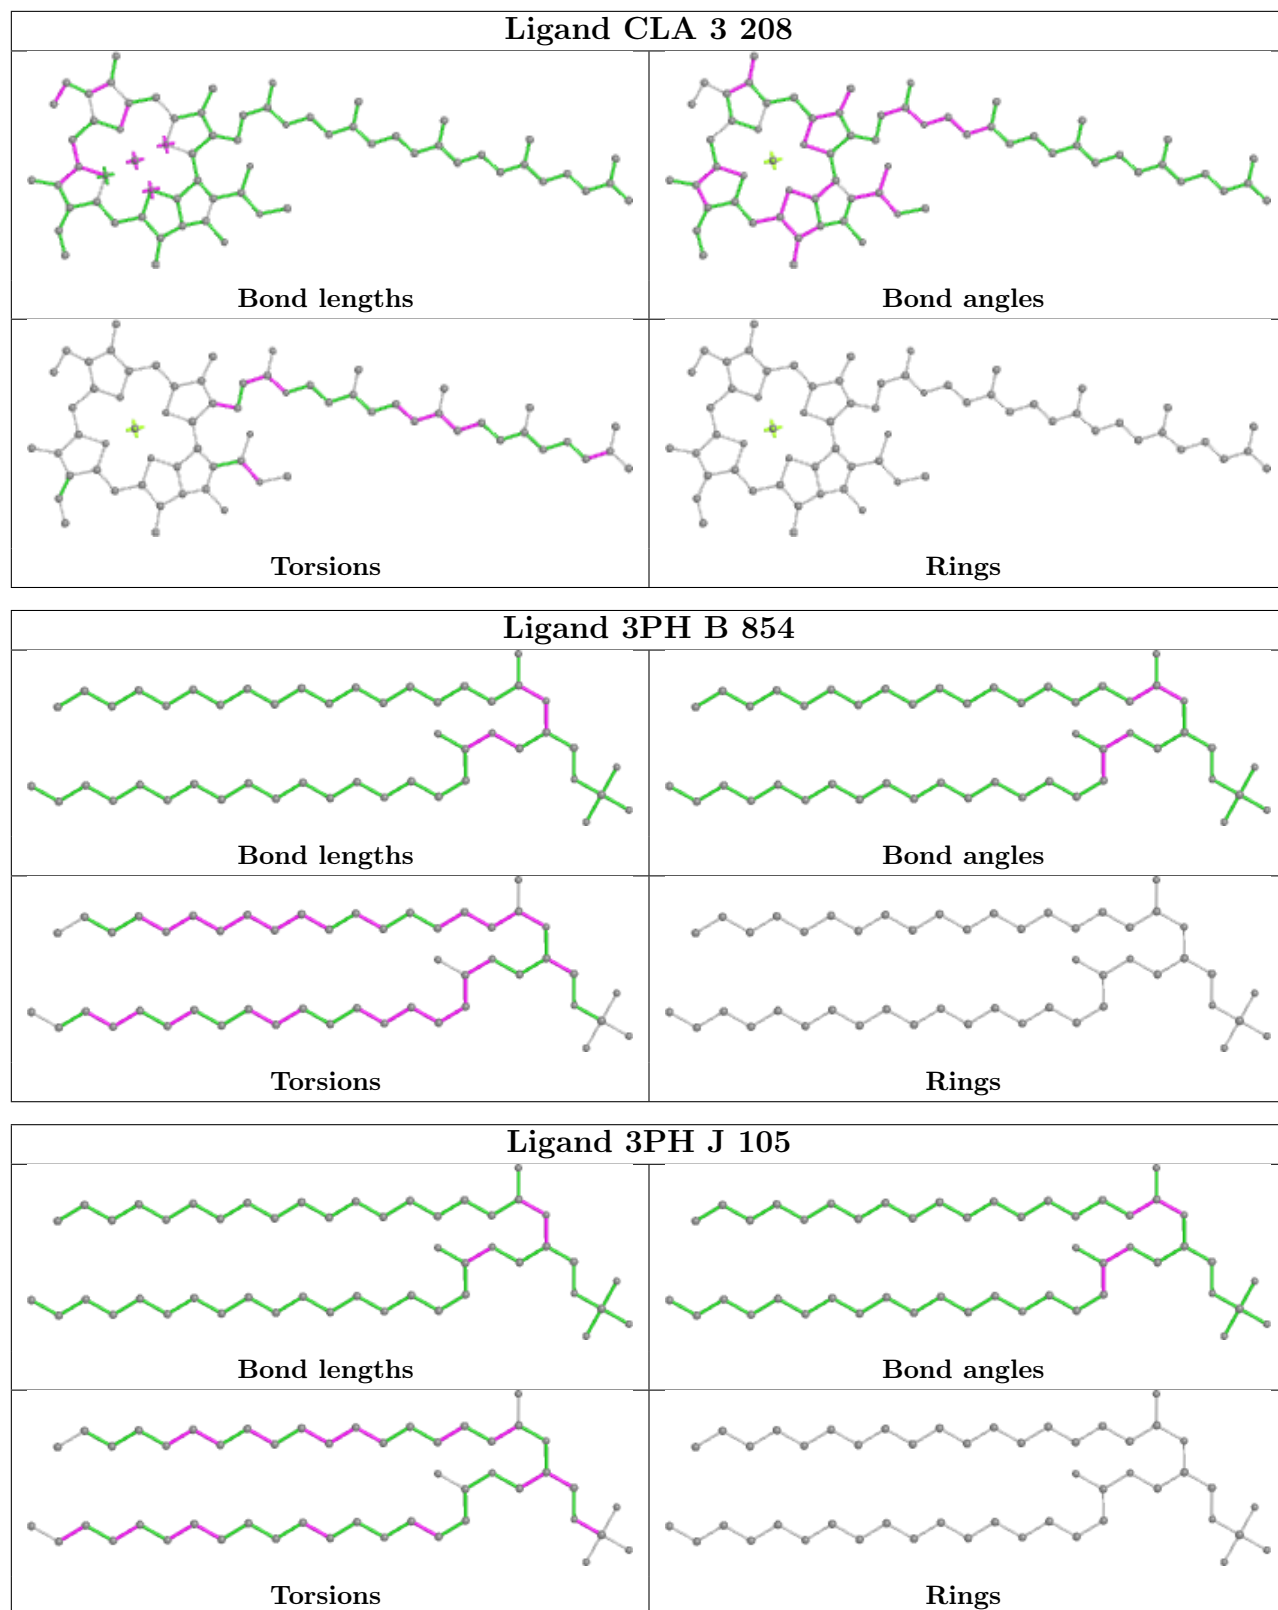 Ligand CLA 3 208
Bond lengths
Bond angles
Torsions
Rings
Ligand 3PH B 854
Bond lengths
Bond angles
Torsions
Rings
Ligand 3PH J 105
Bond lengths
Bond angles
Torsions
Rings